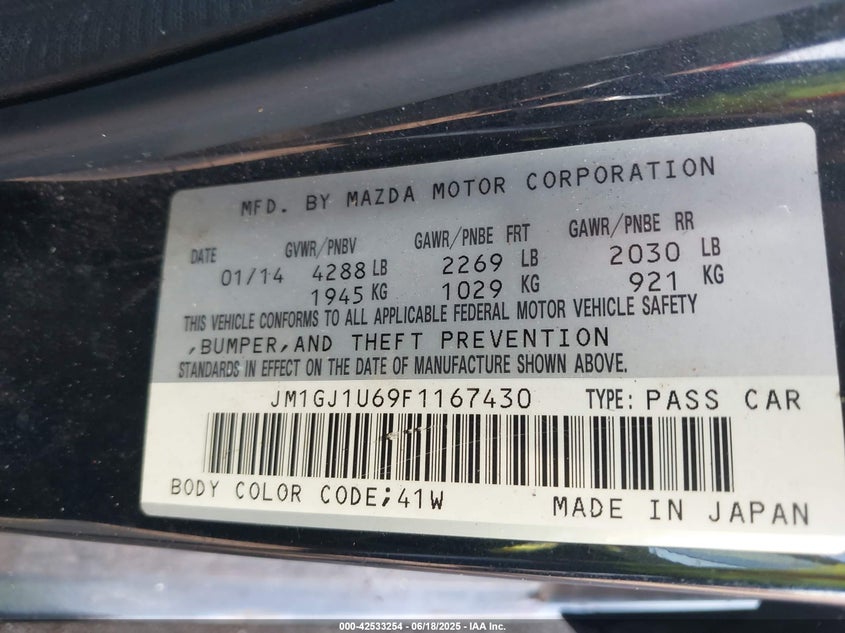 MFD. BY MAZDA MOTOR CORPORATION
DATE GVWR/PNBV GAWR/PNBE FRT GAWR/PNBE RR
01/14 4288 LB 2269 LB 2030 LB
1945 KG 1029 KG 921 KG
THIS VEHICLE CONFORMS TO ALL APPLICABLE FEDERAL MOTOR VEHICLE SAFETY
,BUMPER,AND THEFT PREVENTION
STANDARDS IN EFFECT ON THE DATE OF MANUFACTURE SHOWN ABOVE.
JM1GJ1U69F1167430 TYPE: PASS CAR
BODY COLOR CODE;41W MADE IN JAPAN
000-42533254 - 06/18/2025 - IAA Inc.